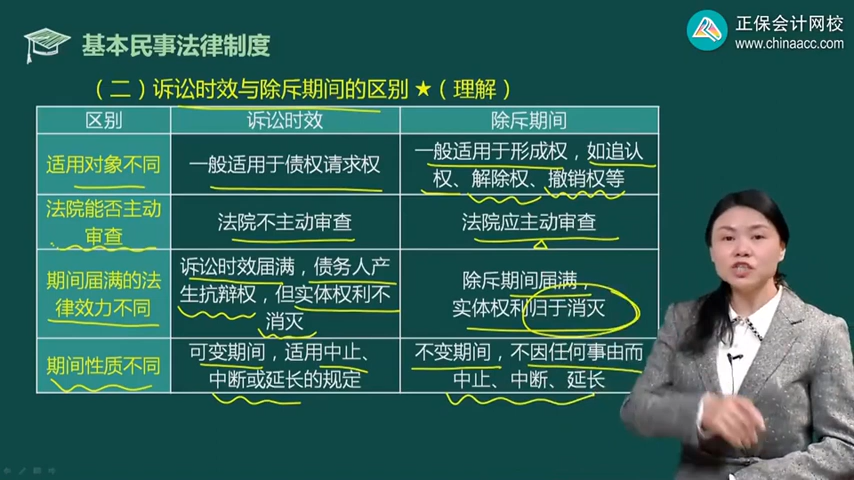 基本民事法律制度
正保会计网校
www.chinaacc.com
（二）诉讼时效与除斥期间的区别★（理解）
区别
诉讼时效
除斥期间
适用对象不同
一般适用于债权请求权
一般适用于形成权，如追认
权、解除权、撤销权等
法院能否主动
审查
法院不主动审查
法院应主动审查
期间届满的法
律效力不同
诉讼时效届满，债务人产
生抗辩权，但实体权利不
消灭
除斥期间届满，
实体权利归于消灭
期间性质不同
可变期间，适用中止、
中断或延长的规定
不变期间，不因任何事由而
中止、中断、延长